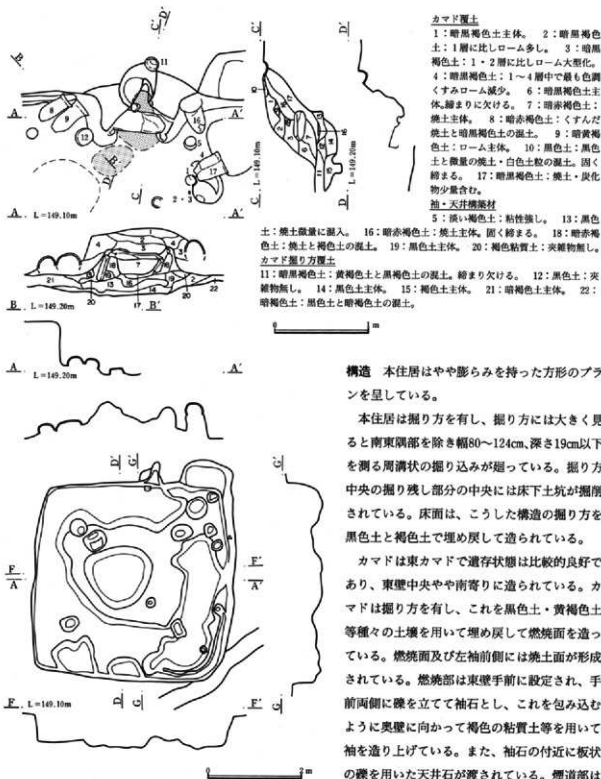 カマド覆土
1：暗黒褐色土主体。 2：暗黒褐色
土：1層に比しローム多し。 3：暗黒
褐色土：1・2層に比しローム大型化。
4：暗黒褐色土：1～4層中で最も色調
くすみローム減少。 6：暗黒褐色土主
体。締まりに欠ける。 7：暗赤褐色土：
焼土主体。 8：暗赤褐色土：くすんだ
焼土と暗黒褐色土の混土。 9：暗黄褐
色土：ローム主体。 10：黒色土：黒色
土と微量の焼土・白色土粒の混土。固く
締まる。 17：暗黒褐色土：焼土・炭化
物少量含む。
袖・天井構築材
5：淡い褐色土：粘性強し。 13：黒色
土：焼土微量に混入。 16：暗赤褐色土：焼土主体。固く締まる。 18：暗赤褐
色土：焼土と褐色土の混土。 19：黒色土主体。 20：褐色粘質土：夾雑物無し。
カマド掘り方覆土
11：暗黒褐色土：黄褐色土と黒褐色土の混土。締まり欠ける。 12：黒色土：夾
雑物無し。 14：黒色土主体。 15：褐色土主体。 21：暗褐色土主体。 22：
暗褐色土：黒色土と暗褐色土の混土。
A L=149.10m A'
B L=149.20m B'
A L=149.20m A'
C L=149.10m C'
D L=149.10m D'
0 m
F L=149.10m F'
0 2 m
構造 本住居はやや膨らみを持った方形のプラ
ンを呈している。
本住居は掘り方を有し、掘り方には大きく見
ると南東隅部を除き幅80～124cm、深さ19cm以下
を測る周溝状の掘り込みが廻っている。掘り方
中央の掘り残し部分の中央には床下土坑が掘削
されている。床面は、こうした構造の掘り方を
黒色土と褐色土で埋め戻して造られている。
カマドは東カマドで遺存状態は比較的良好で
あり、東壁中央やや南寄りに造られている。カ
マドは掘り方を有し、これを黒色土・黄褐色土
等種々の土壌を用いて埋め戻して燃焼面を造っ
ている。燃焼面及び左袖前側には焼土面が形成
されている。燃焼部は東壁手前に設定され、手
前両側に礫を立てて袖石とし、これを包み込む
ように奥壁に向かって褐色の粘質土等を用いて
袖を造り上げている。また、袖石の付近に板状
の礫を用いた天井石が渡されている。煙道部は